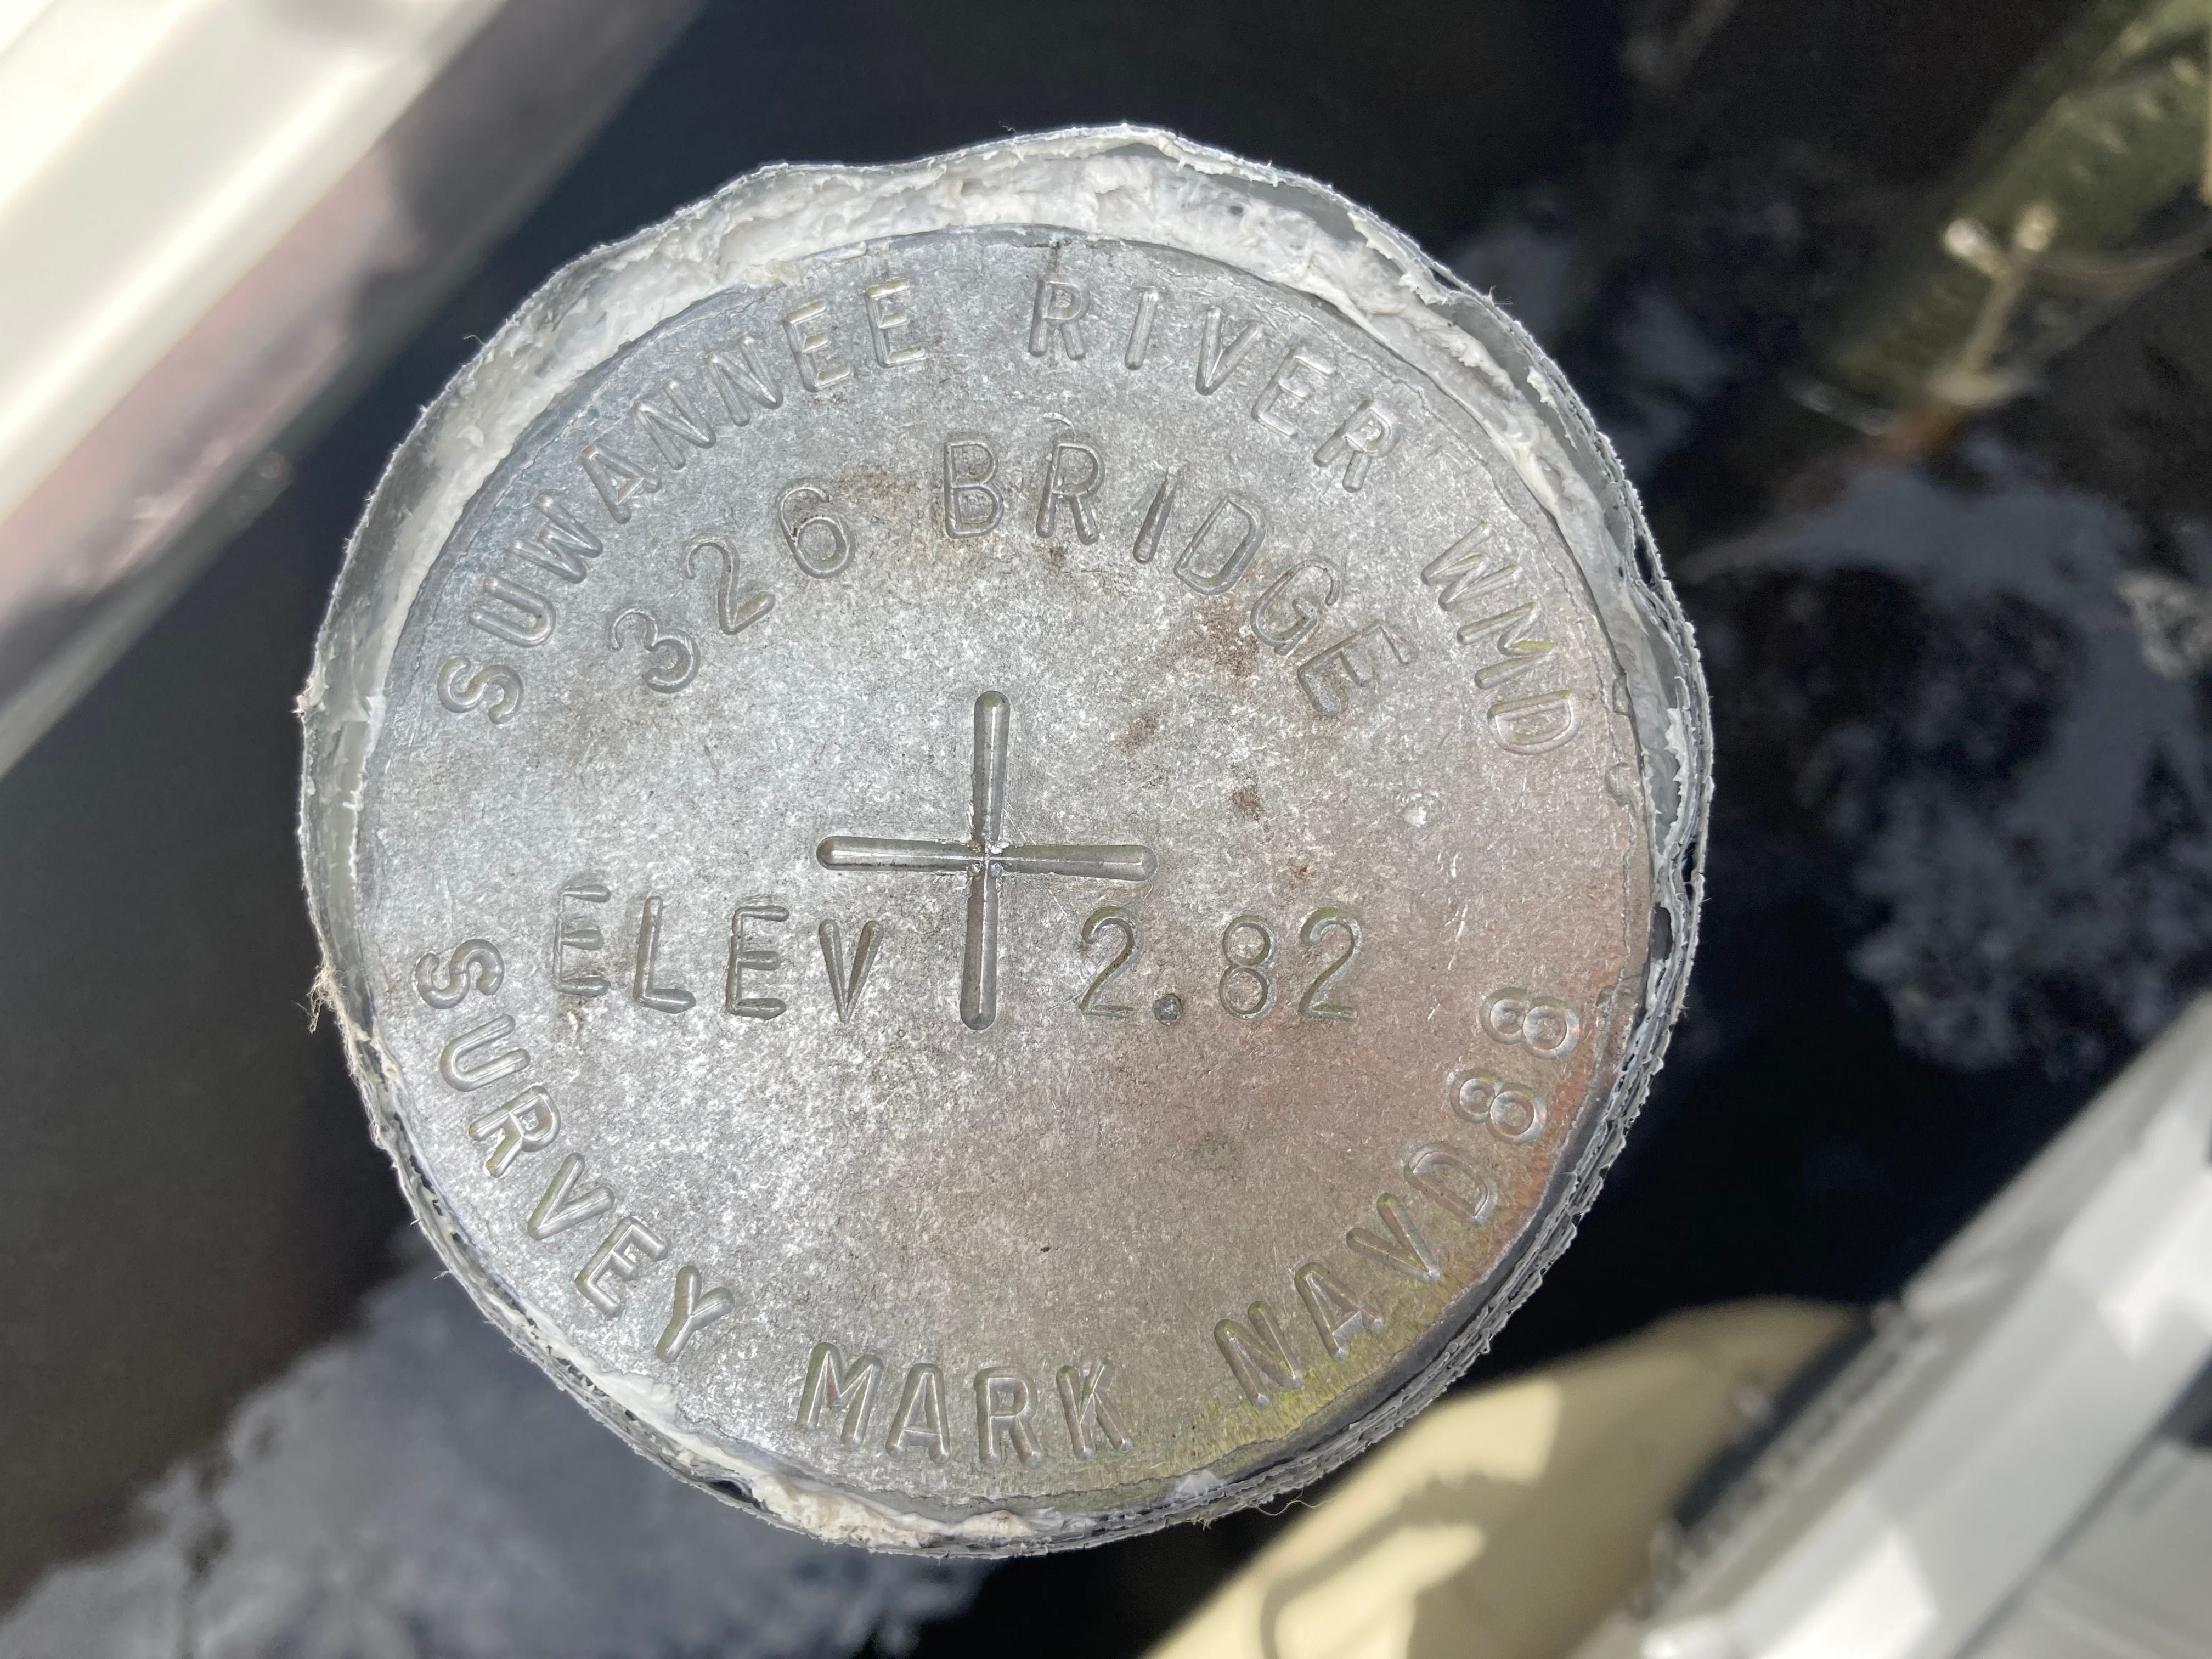 SUWANNEE RIVER WMD
326 BRIDGE
ELEV 2.82
SURVEY MARK NAVD88